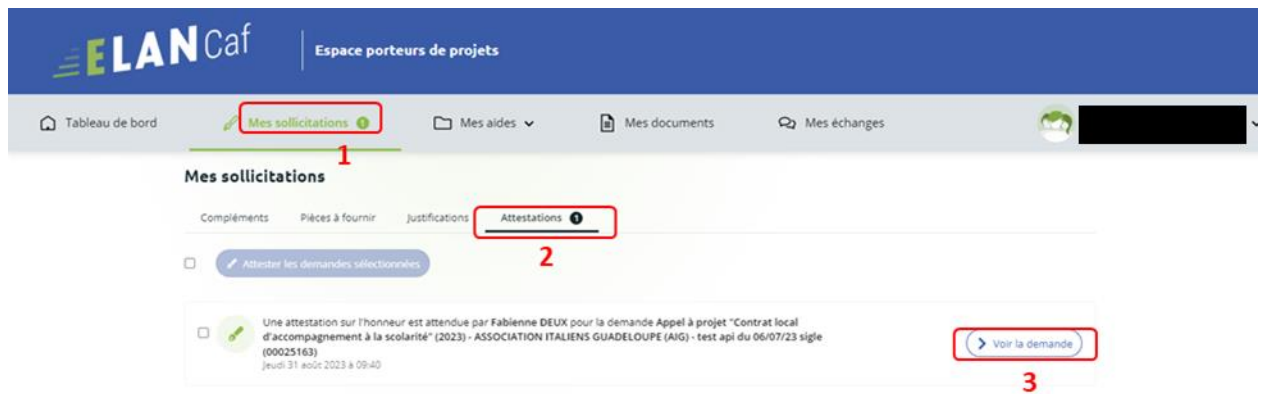 ELAN Caf
Espace porteurs de projets
Tableau de bord
Mes sollicitations 1
Mes aides
Mes documents
Mes échanges
1
Mes sollicitations
Compléments
Pièces à fournir
Justifications
Attestations 1
2
Attester les demandes sélectionnées
Une attestation sur l'honneur est attendue par Fabienne DEUX pour la demande Appel à projet "Contrat local
d'accompagnement à la scolarité" (2023) - ASSOCIATION ITALIENS GUADELOUPE (AIG) - test api du 06/07/23 sigle
(00025163)
Jeudi 31 août 2023 à 09:40
Voir la demande
3